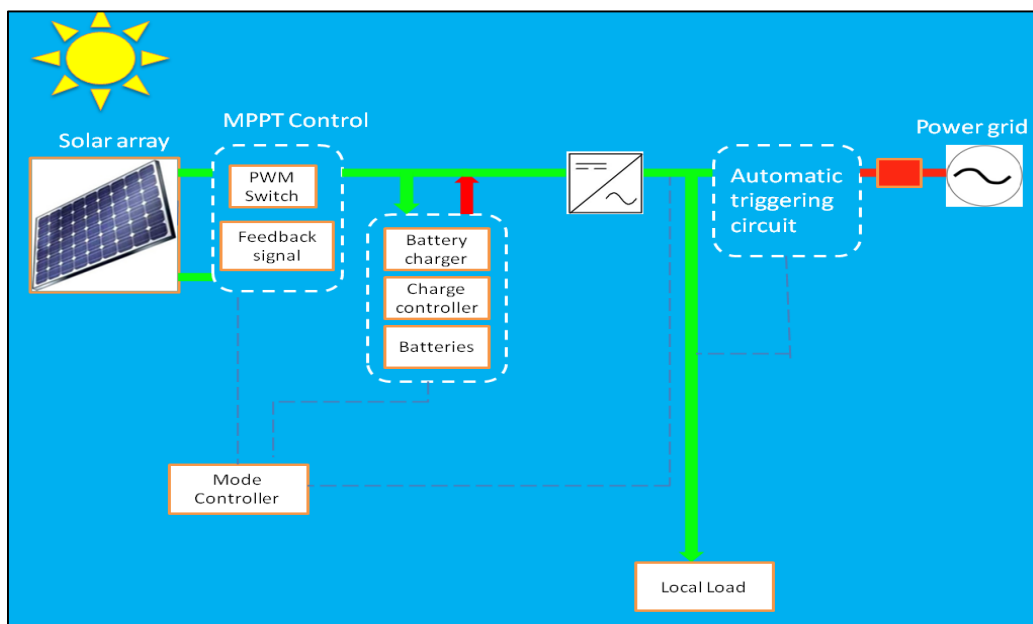 MPPT Control
Solar array
Power grid
PWM
Switch
Feedback
signal
Automatic
triggering
circuit
Battery
charger
Charge
controller
Batteries
Mode
Controller
Local Load